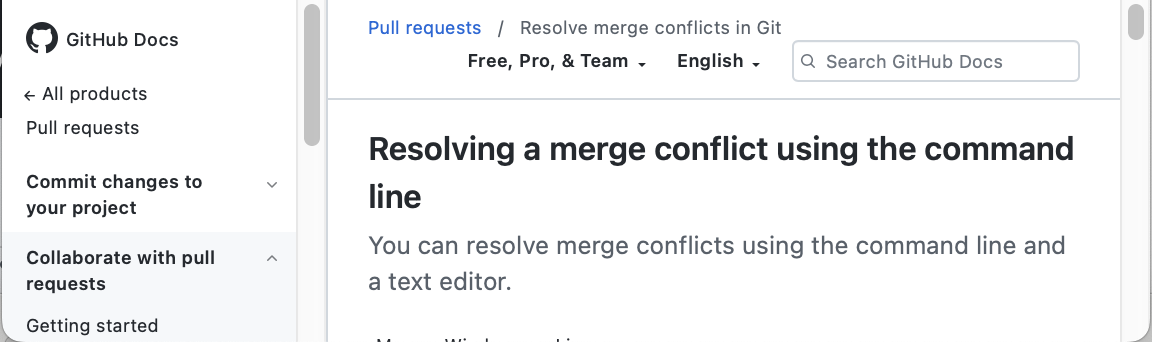 GitHub Docs
← All products
Pull requests
Commit changes to
your project
Collaborate with pull
requests
Getting started
Pull requests / Resolve merge conflicts in Git
Free, Pro, & Team English Search GitHub Docs
Resolving a merge conflict using the command
line
You can resolve merge conflicts using the command line and
a text editor.